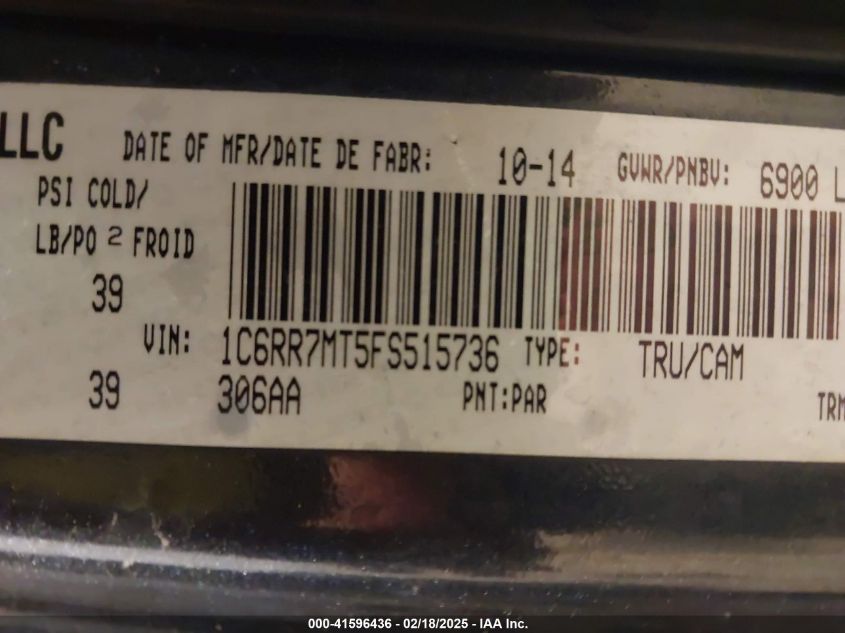 LLC DATE OF MFR/DATE DE FABR: 10-14 GVWR/PNBV: 6900 L
PSI COLD/
LB/PO 2 FROID
39
VIN: 1C6RR7MT5FS515736 TYPE: TRU/CAM
39 306AA PNT:PAR TRM
000-41596436 - 02/18/2025 - IAA Inc.